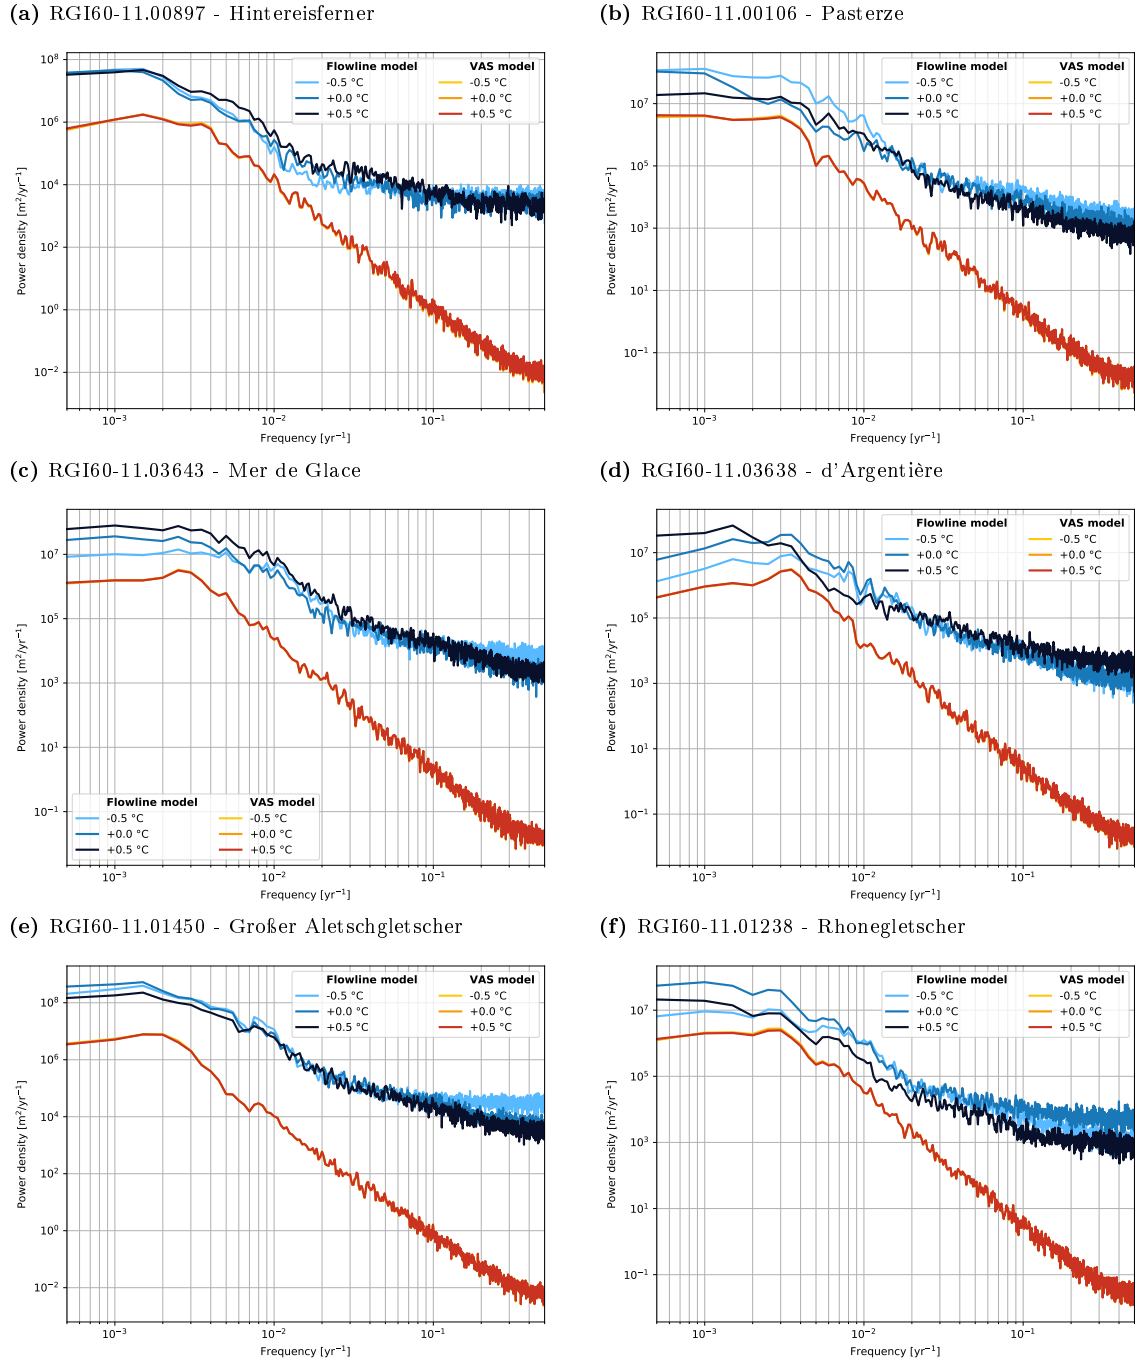 (a) RGI60-11.00897 - Hintereisferner
10⁸
10⁶
10⁴
10²
10⁰
10⁻²
Power density [m²/yr⁻¹]
Flowline model VAS model
-0.5 °C -0.5 °C
+0.0 °C +0.0 °C
+0.5 °C +0.5 °C
10⁻³ 10⁻² 10⁻¹
Frequency [yr⁻¹]
(b) RGI60-11.00106 - Pasterze
10⁷
10⁵
10³
10¹
10⁻¹
Power density [m²/yr⁻¹]
Flowline model VAS model
-0.5 °C -0.5 °C
+0.0 °C +0.0 °C
+0.5 °C +0.5 °C
10⁻³ 10⁻² 10⁻¹
Frequency [yr⁻¹]
(c) RGI60-11.03643 - Mer de Glace
10⁷
10⁵
10³
10¹
10⁻¹
Power density [m²/yr⁻¹]
Flowline model VAS model
-0.5 °C -0.5 °C
+0.0 °C +0.0 °C
+0.5 °C +0.5 °C
10⁻³ 10⁻² 10⁻¹
Frequency [yr⁻¹]
(d) RGI60-11.03638 - d'Argentière
10⁷
10⁵
10³
10¹
10⁻¹
Power density [m²/yr⁻¹]
Flowline model VAS model
-0.5 °C -0.5 °C
+0.0 °C +0.0 °C
+0.5 °C +0.5 °C
10⁻³ 10⁻² 10⁻¹
Frequency [yr⁻¹]
(e) RGI60-11.01450 - Großer Aletschgletscher
10⁸
10⁶
10⁴
10²
10⁰
10⁻²
Power density [m²/yr⁻¹]
Flowline model VAS model
-0.5 °C -0.5 °C
+0.0 °C +0.0 °C
+0.5 °C +0.5 °C
10⁻³ 10⁻² 10⁻¹
Frequency [yr⁻¹]
(f) RGI60-11.01238 - Rhonegletscher
10⁷
10⁵
10³
10¹
10⁻¹
Power density [m²/yr⁻¹]
Flowline model VAS model
-0.5 °C -0.5 °C
+0.0 °C +0.0 °C
+0.5 °C +0.5 °C
10⁻³ 10⁻² 10⁻¹
Frequency [yr⁻¹]